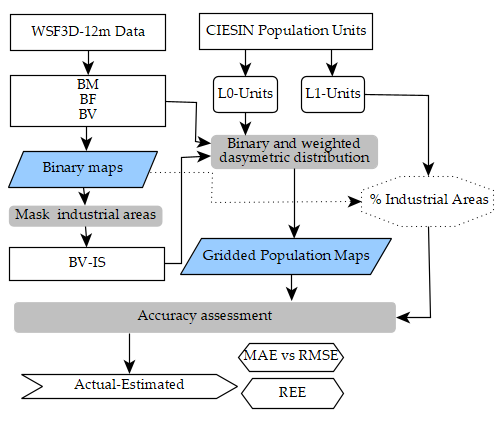 WSF3D-12m Data
CIESIN Population Units
BM
BF
BV
L0-Units
L1-Units
Binary and weighted
dasymetric distribution
Binary maps
% Industrial Areas
Mask industrial areas
BV-IS
Gridded Population Maps
Accuracy assessment
MAE vs RMSE
Actual-Estimated
REE